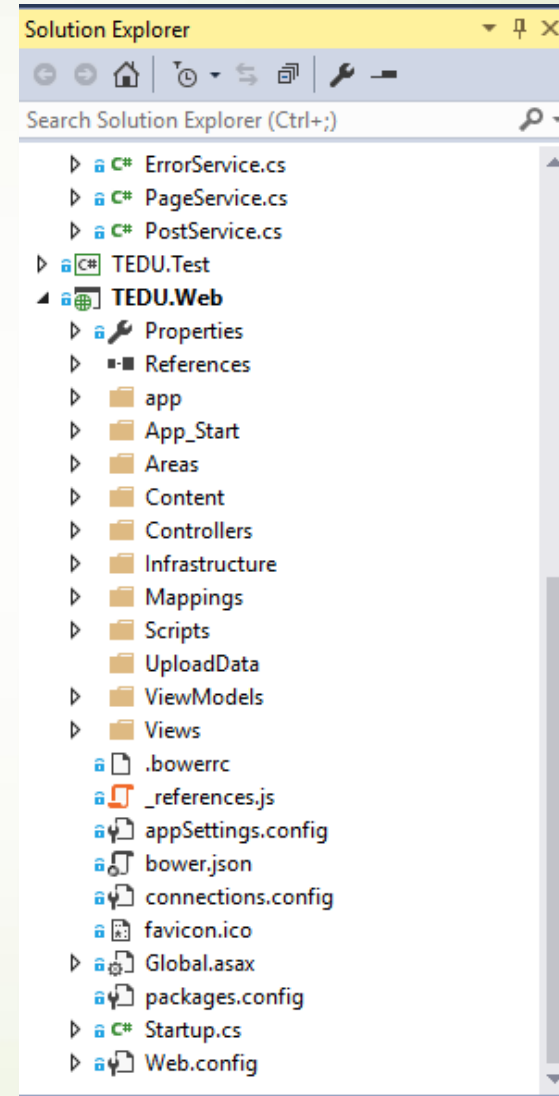 Solution Explorer
Search Solution Explorer (Ctrl+;)
C# ErrorService.cs
C# PageService.cs
C# PostService.cs
C# TEDU.Test
TEDU.Web
Properties
References
app
App_Start
Areas
Content
Controllers
Infrastructure
Mappings
Scripts
UploadData
ViewModels
Views
.bowerrc
_references.js
appSettings.config
bower.json
connections.config
favicon.ico
Global.asax
packages.config
C# Startup.cs
Web.config